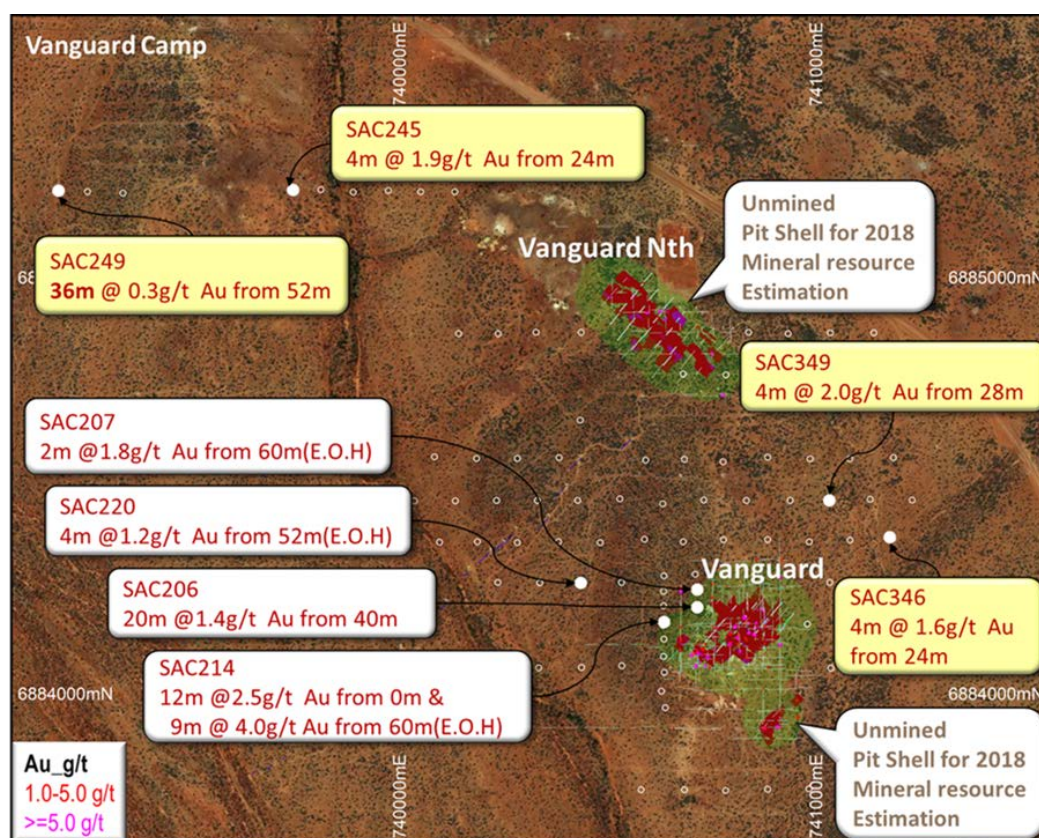 Vanguard Camp
740000mE
741000mE
SAC245
4m @ 1.9g/t Au from 24m
Unmined
Pit Shell for 2018
Mineral resource
Estimation
Vanguard Nth
SAC249
36m @ 0.3g/t Au from 52m
6885000mN
SAC349
4m @ 2.0g/t Au from 28m
SAC207
2m @1.8g/t Au from 60m(E.O.H)
SAC220
4m @1.2g/t Au from 52m(E.O.H)
Vanguard
SAC206
20m @1.4g/t Au from 40m
SAC346
4m @ 1.6g/t Au
from 24m
SAC214
12m @2.5g/t Au from 0m &
9m @ 4.0g/t Au from 60m(E.O.H)
6884000mN
6884000mN
Unmined
Pit Shell for 2018
Mineral resource
Estimation
Au_g/t
1.0-5.0 g/t
>=5.0 g/t
740000mE
741000mE